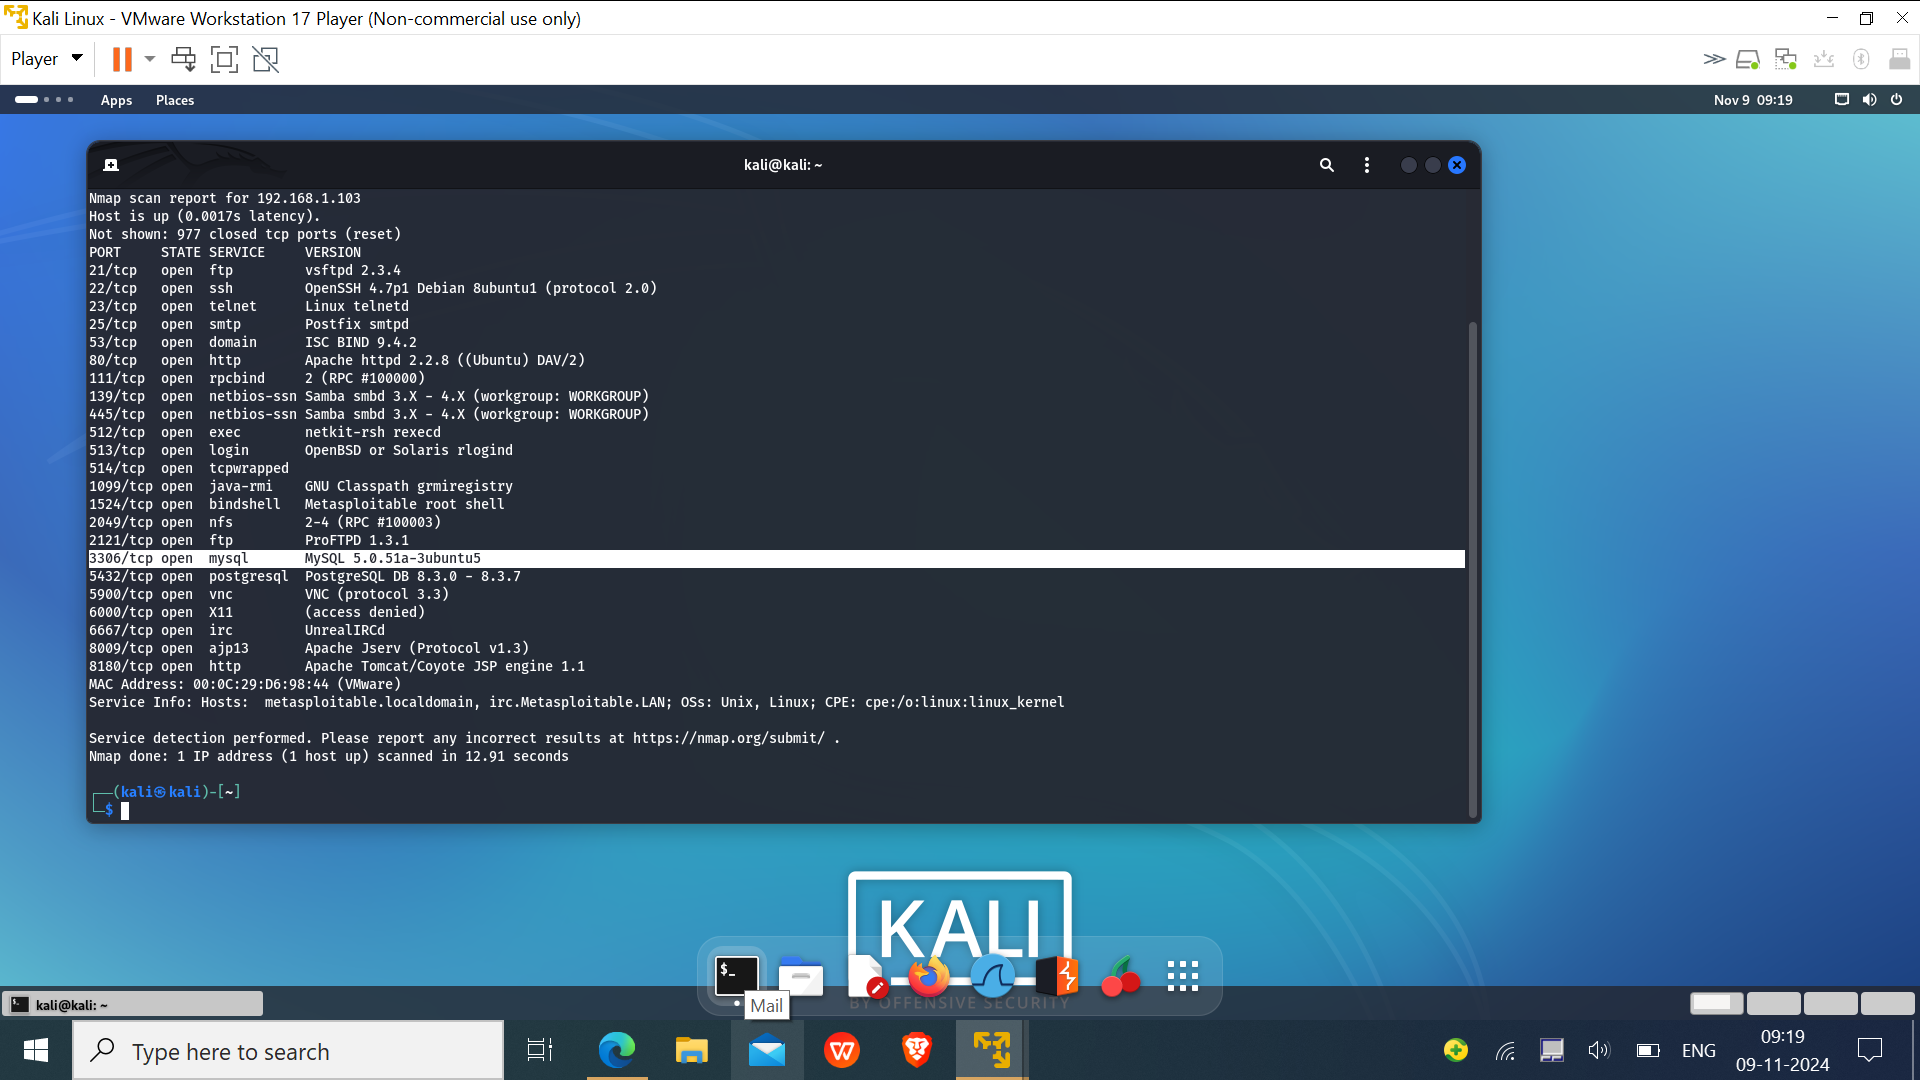 Kali Linux - VMware Workstation 17 Player (Non-commercial use only)
Player
Apps Places Nov 9 09:19
kali@kali: ~
Nmap scan report for 192.168.1.103
Host is up (0.0017s latency).
Not shown: 977 closed tcp ports (reset)
PORT     STATE SERVICE     VERSION
21/tcp   open  ftp         vsftpd 2.3.4
22/tcp   open  ssh         OpenSSH 4.7p1 Debian 8ubuntu1 (protocol 2.0)
23/tcp   open  telnet      Linux telnetd
25/tcp   open  smtp        Postfix smtpd
53/tcp   open  domain      ISC BIND 9.4.2
80/tcp   open  http        Apache httpd 2.2.8 ((Ubuntu) DAV/2)
111/tcp  open  rpcbind     2 (RPC #100000)
139/tcp  open  netbios-ssn Samba smbd 3.X - 4.X (workgroup: WORKGROUP)
445/tcp  open  netbios-ssn Samba smbd 3.X - 4.X (workgroup: WORKGROUP)
512/tcp  open  exec        netkit-rsh rexecd
513/tcp  open  login       OpenBSD or Solaris rlogind
514/tcp  open  tcpwrapped
1099/tcp open  java-rmi    GNU Classpath grmiregistry
1524/tcp open  bindshell   Metasploitable root shell
2049/tcp open  nfs         2-4 (RPC #100003)
2121/tcp open  ftp         ProFTPD 1.3.1
3306/tcp open  mysql       MySQL 5.0.51a-3ubuntu5
5432/tcp open  postgresql  PostgreSQL DB 8.3.0 - 8.3.7
5900/tcp open  vnc         VNC (protocol 3.3)
6000/tcp open  X11         (access denied)
6667/tcp open  irc         UnrealIRCd
8009/tcp open  ajp13       Apache Jserv (Protocol v1.3)
8180/tcp open  http        Apache Tomcat/Coyote JSP engine 1.1
MAC Address: 00:0C:29:D6:98:44 (VMware)
Service Info: Hosts:  metasploitable.localdomain, irc.Metasploitable.LAN; OSs: Unix, Linux; CPE: cpe:/o:linux:linux_kernel
Service detection performed. Please report any incorrect results at https://nmap.org/submit/ .
Nmap done: 1 IP address (1 host up) scanned in 12.91 seconds
┌──(kali㉿kali)-[~]
└─$
KALI
$_
BY OFFENSIVE SECURITY
Mail
kali@kali: ~
Type here to search
W
ENG
09:19
09-11-2024